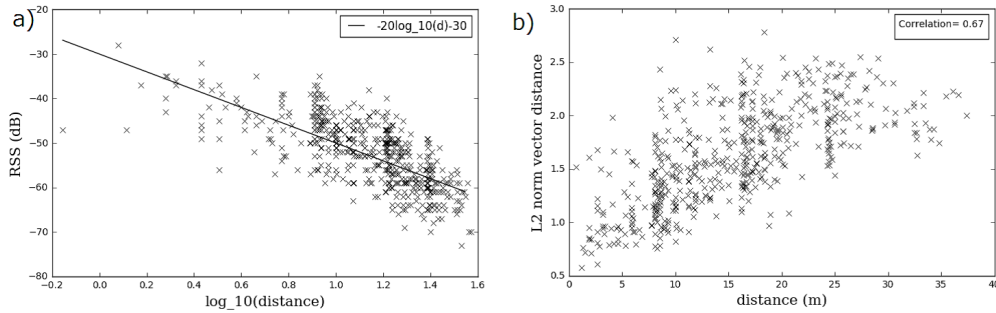 a)
-20log_10(d)-30
RSS (dB)
−20
−30
−40
−50
−60
−70
−80
−0.2 0.0 0.2 0.4 0.6 0.8 1.0 1.2 1.4 1.6
log_10(distance)
b)
Correlation= 0.67
L2 norm vector distance
2.5
2.0
1.5
1.0
0.5
0 5 10 15 20 25 30 35 40
distance (m)